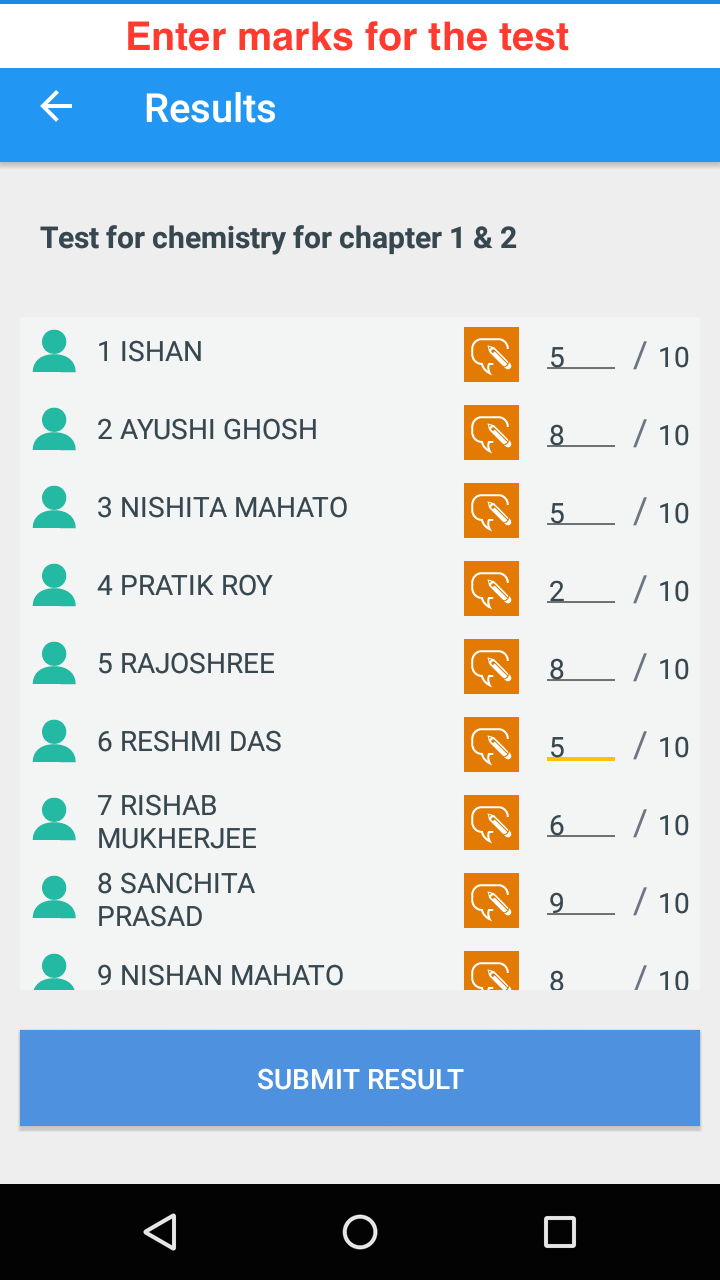 Enter marks for the test
Results
Test for chemistry for chapter 1 & 2
1 ISHAN 5 / 10
2 AYUSHI GHOSH 8 / 10
3 NISHITA MAHATO 5 / 10
4 PRATIK ROY 2 / 10
5 RAJOSHREE 8 / 10
6 RESHMI DAS 5 / 10
7 RISHAB
MUKHERJEE 6 / 10
8 SANCHITA
PRASAD 9 / 10
9 NISHAN MAHATO 8 / 10
SUBMIT RESULT